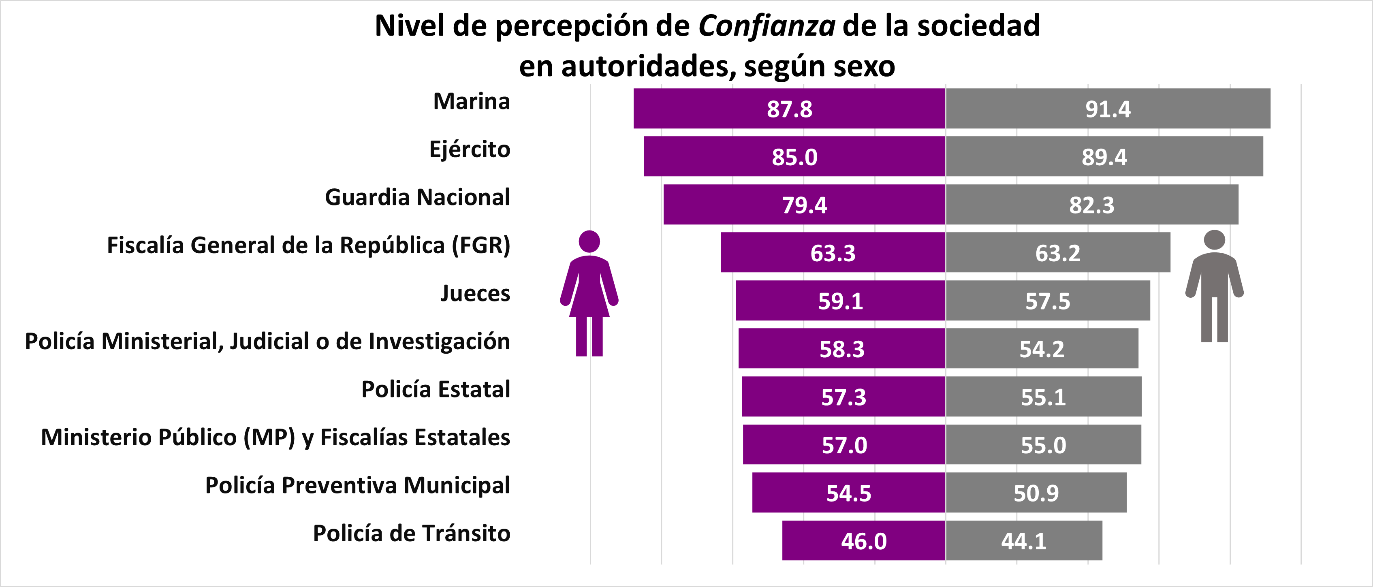 Nivel de percepción de Confianza de la sociedad
en autoridades, según sexo
Marina 87.8 91.4
Ejército 85.0 89.4
Guardia Nacional 79.4 82.3
Fiscalía General de la República (FGR) 63.3 63.2
Jueces 59.1 57.5
Policía Ministerial, Judicial o de Investigación 58.3 54.2
Policía Estatal 57.3 55.1
Ministerio Público (MP) y Fiscalías Estatales 57.0 55.0
Policía Preventiva Municipal 54.5 50.9
Policía de Tránsito 46.0 44.1